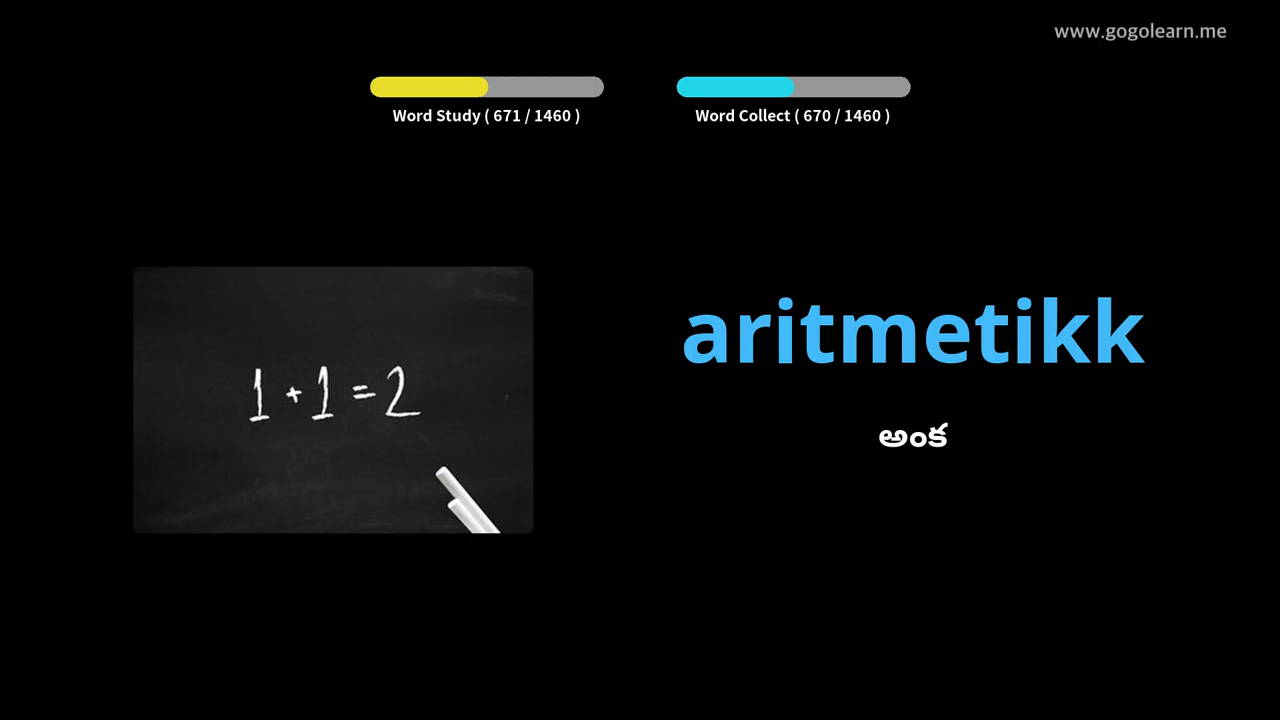 www.gogolearn.me
Word Study ( 671 / 1460 )
Word Collect ( 670 / 1460 )
1 + 1 = 2
aritmetikk
అంక